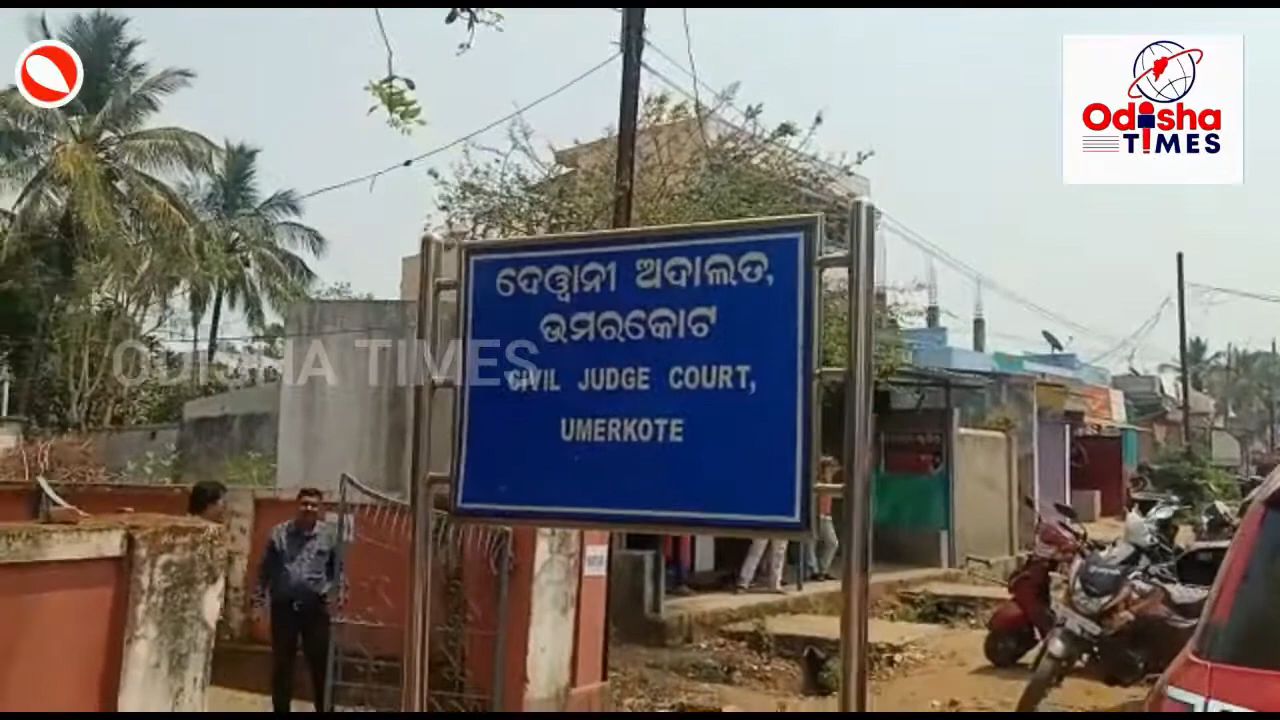 Odisha
TIMES
ଦେୱାନୀ ଅଦାଲତ,
ଉମରକୋଟ
ODISHA TIMES
CIVIL JUDGE COURT,
UMERKOTE